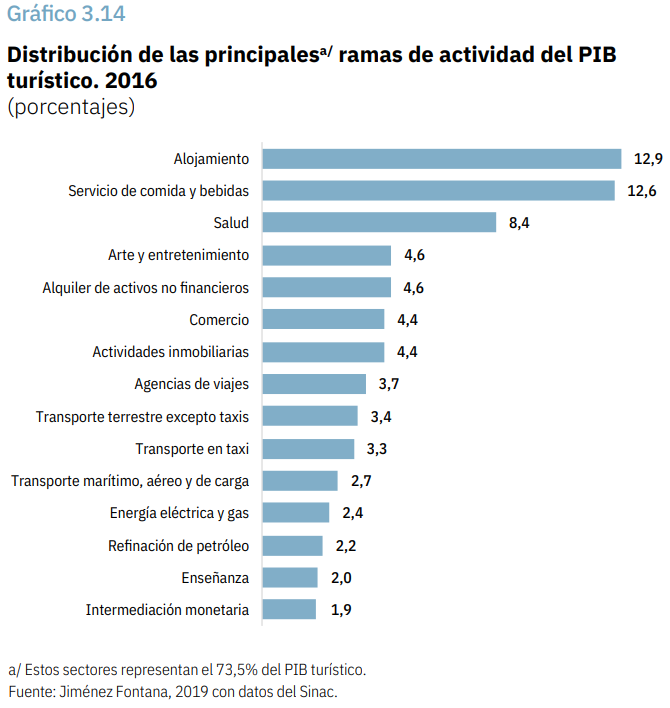 Gráfico 3.14
Distribución de las principalesa/ ramas de actividad del PIB
turístico. 2016
(porcentajes)
Alojamiento 12,9
Servicio de comida y bebidas 12,6
Salud 8,4
Arte y entretenimiento 4,6
Alquiler de activos no financieros 4,6
Comercio 4,4
Actividades inmobiliarias 4,4
Agencias de viajes 3,7
Transporte terrestre excepto taxis 3,4
Transporte en taxi 3,3
Transporte marítimo, aéreo y de carga 2,7
Energía eléctrica y gas 2,4
Refinación de petróleo 2,2
Enseñanza 2,0
Intermediación monetaria 1,9
a/ Estos sectores representan el 73,5% del PIB turístico.
Fuente: Jiménez Fontana, 2019 con datos del Sinac.